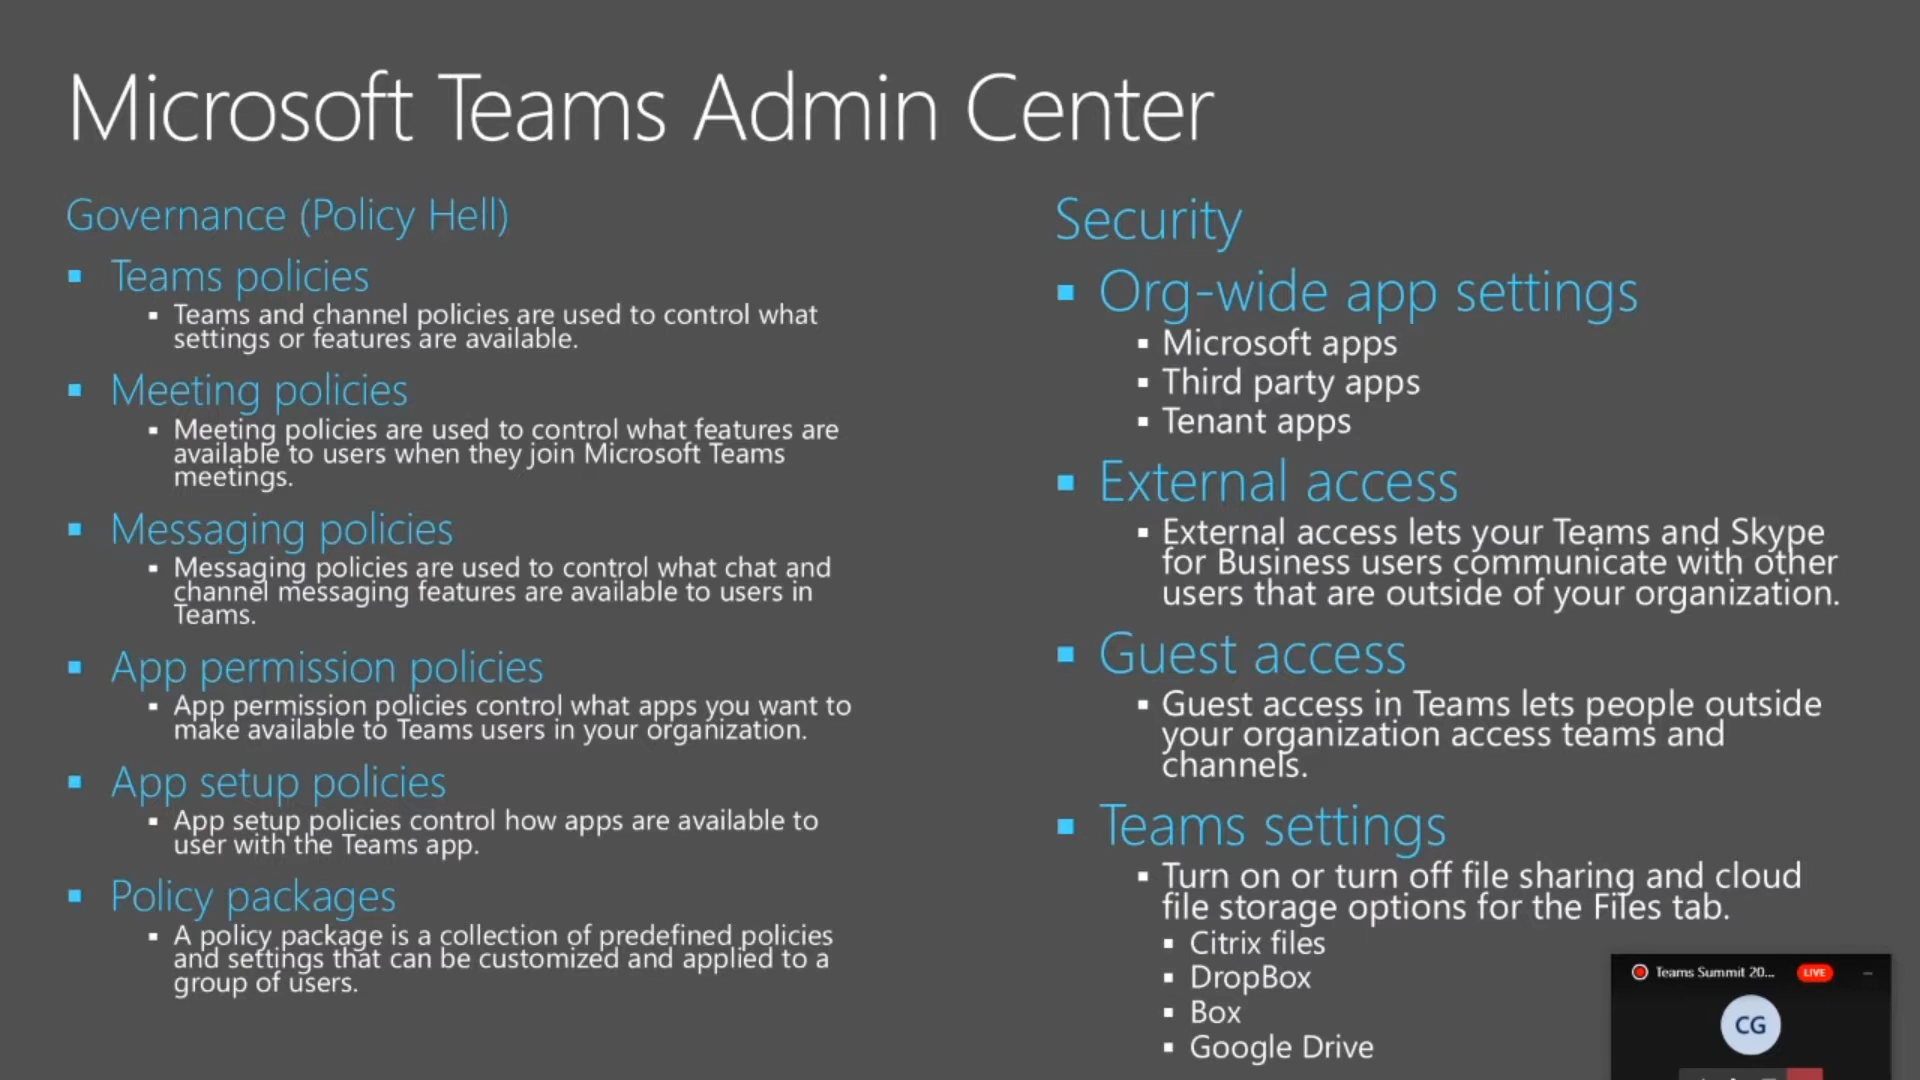 Microsoft Teams Admin Center
Governance (Policy Hell)
Teams policies
Teams and channel policies are used to control what
settings or features are available.
Meeting policies
Meeting policies are used to control what features are
available to users when they join Microsoft Teams
meetings.
Messaging policies
Messaging policies are used to control what chat and
channel messaging features are available to users in
Teams.
App permission policies
App permission policies control what apps you want to
make available to Teams users in your organization.
App setup policies
App setup policies control how apps are available to
user with the Teams app.
Policy packages
A policy package is a collection of predefined policies
and settings that can be customized and applied to a
group of users.
Security
Org-wide app settings
Microsoft apps
Third party apps
Tenant apps
External access
External access lets your Teams and Skype
for Business users communicate with other
users that are outside of your organization.
Guest access
Guest access in Teams lets people outside
your organization access teams and
channels.
Teams settings
Turn on or turn off file sharing and cloud
file storage options for the Files tab.
Citrix files
DropBox
Box
Google Drive
Teams Summit 20... LIVE
CG